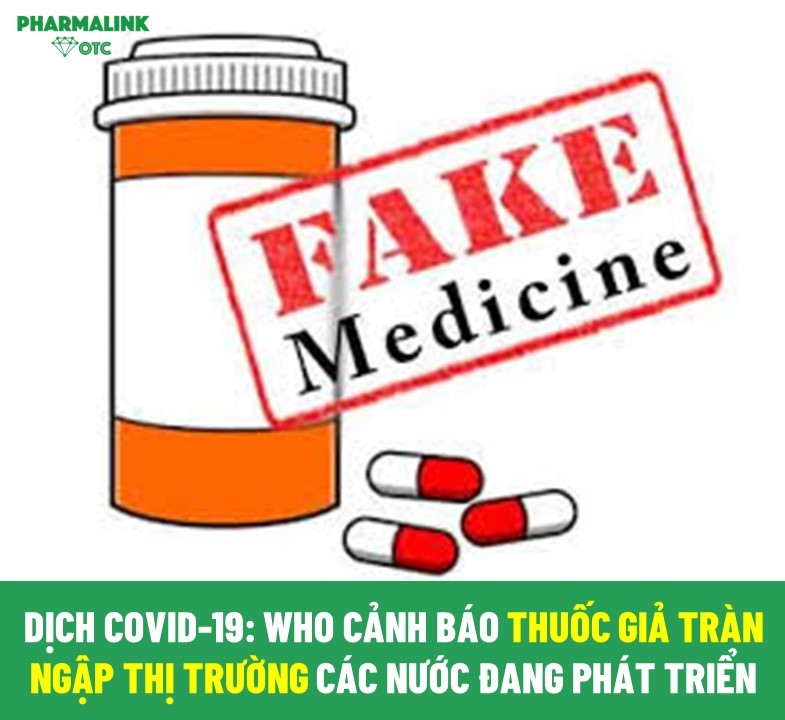 PHARMALINK
OTC
FAKE
Medicine
DỊCH COVID-19: WHO CẢNH BÁO THUỐC GIẢ TRÀN
NGẬP THỊ TRƯỜNG CÁC NƯỚC ĐANG PHÁT TRIỂN